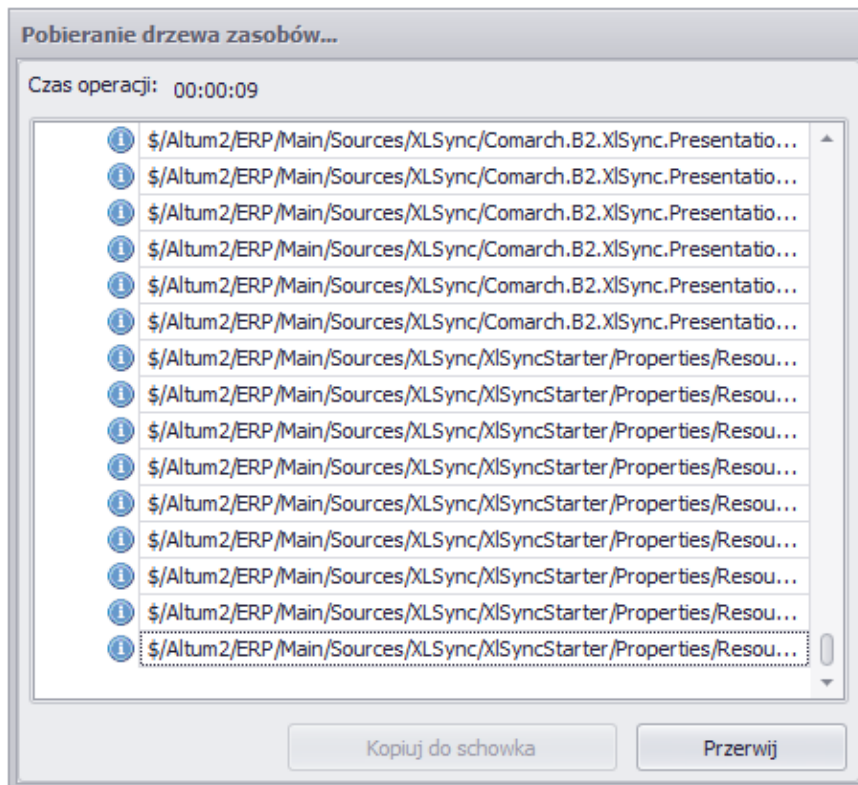 Pobieranie drzewa zasobów...
Czas operacji: 00:00:09
$/Altum2/ERP/Main/Sources/XLSync/Comarch.B2.XlSync.Presentatio...
$/Altum2/ERP/Main/Sources/XLSync/Comarch.B2.XlSync.Presentatio...
$/Altum2/ERP/Main/Sources/XLSync/Comarch.B2.XlSync.Presentatio...
$/Altum2/ERP/Main/Sources/XLSync/Comarch.B2.XlSync.Presentatio...
$/Altum2/ERP/Main/Sources/XLSync/Comarch.B2.XlSync.Presentatio...
$/Altum2/ERP/Main/Sources/XLSync/Comarch.B2.XlSync.Presentatio...
$/Altum2/ERP/Main/Sources/XLSync/XlSyncStarter/Properties/Resou...
$/Altum2/ERP/Main/Sources/XLSync/XlSyncStarter/Properties/Resou...
$/Altum2/ERP/Main/Sources/XLSync/XlSyncStarter/Properties/Resou...
$/Altum2/ERP/Main/Sources/XLSync/XlSyncStarter/Properties/Resou...
$/Altum2/ERP/Main/Sources/XLSync/XlSyncStarter/Properties/Resou...
$/Altum2/ERP/Main/Sources/XLSync/XlSyncStarter/Properties/Resou...
$/Altum2/ERP/Main/Sources/XLSync/XlSyncStarter/Properties/Resou...
$/Altum2/ERP/Main/Sources/XLSync/XlSyncStarter/Properties/Resou...
$/Altum2/ERP/Main/Sources/XLSync/XlSyncStarter/Properties/Resou...
Kopiuj do schowka Przerwij